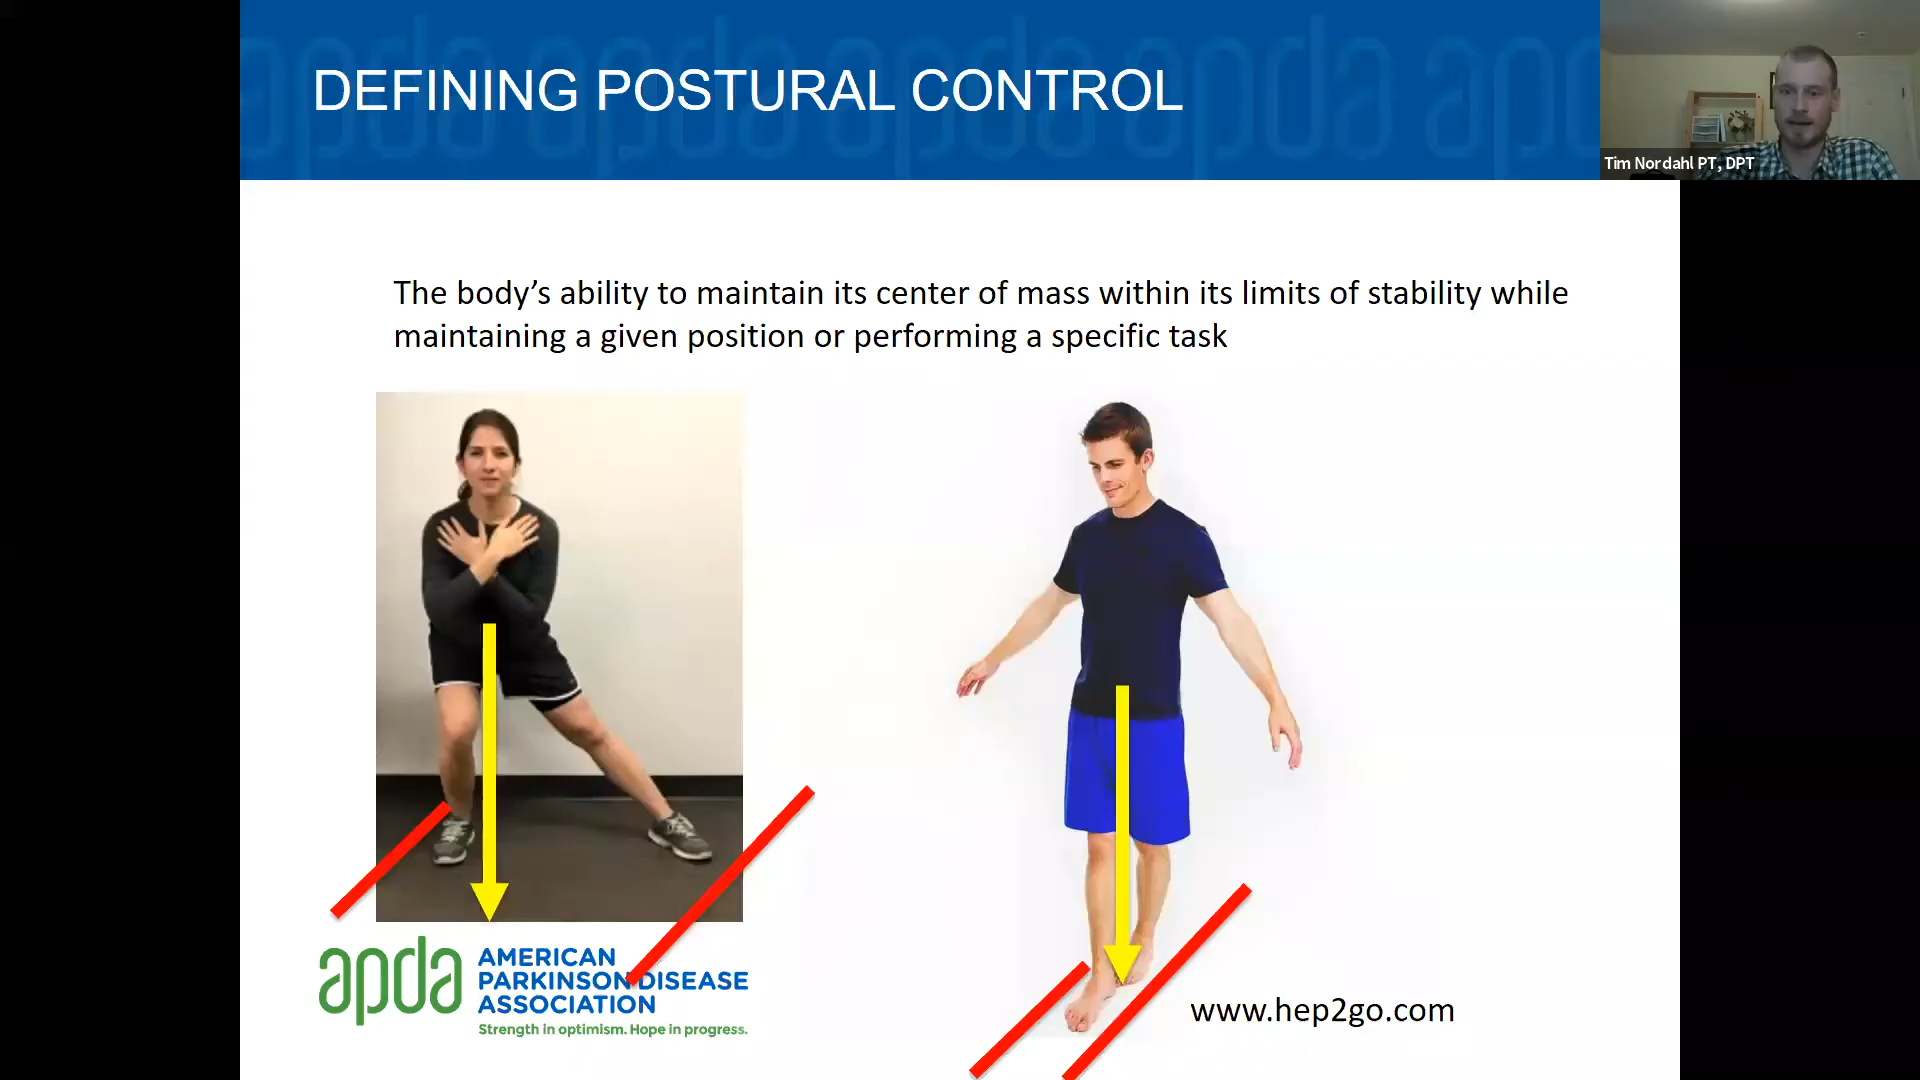 DEFINING POSTURAL CONTROL
Tim Nordahl PT, DPT
The body’s ability to maintain its center of mass within its limits of stability while
maintaining a given position or performing a specific task
apda
AMERICAN
PARKINSON DISEASE
ASSOCIATION
Strength in optimism. Hope in progress.
www.hep2go.com